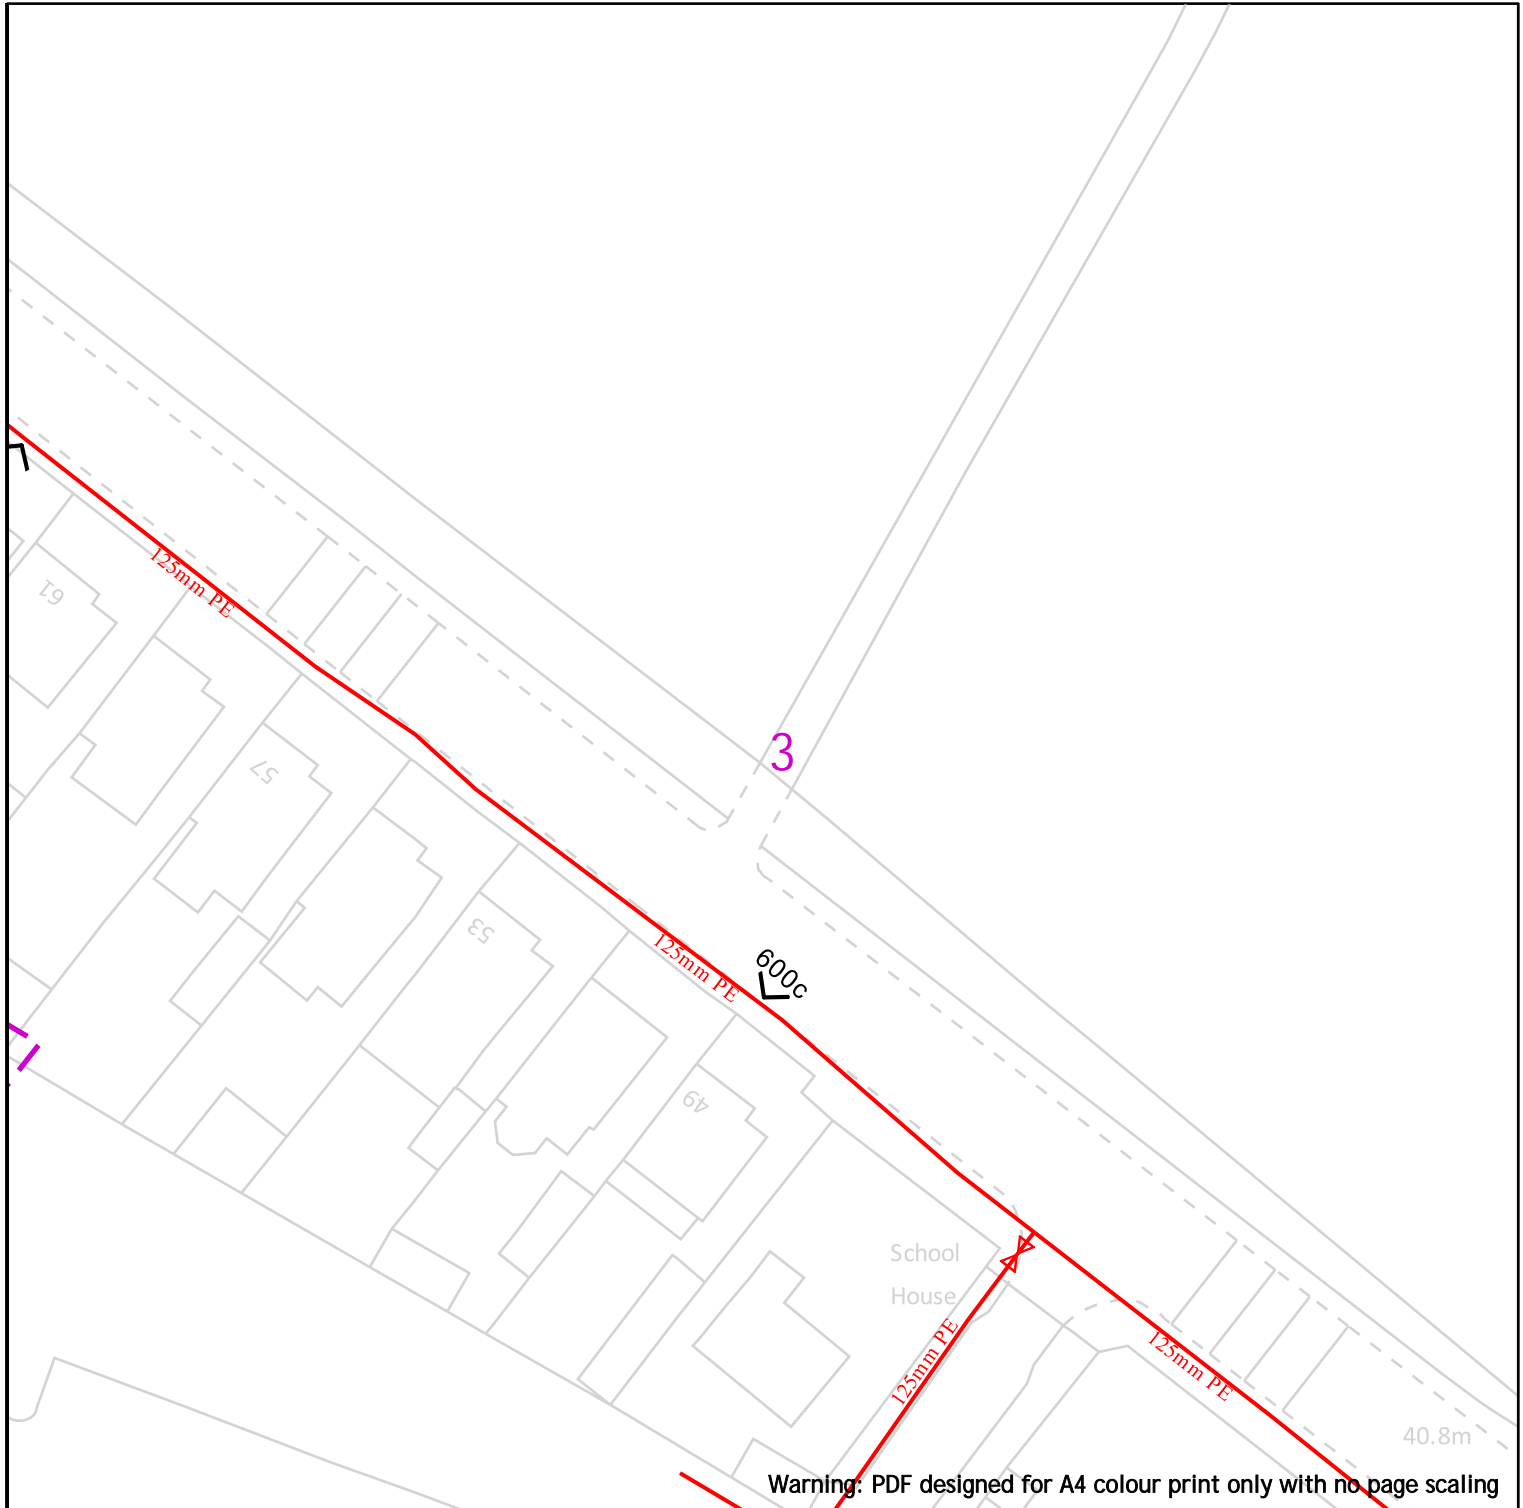 125mm PE
61
57
3
53
125mm PE
600c
49
School
House
125mm PE
125mm PE
40.8m
Warning: PDF designed for A4 colour print only with no page scaling